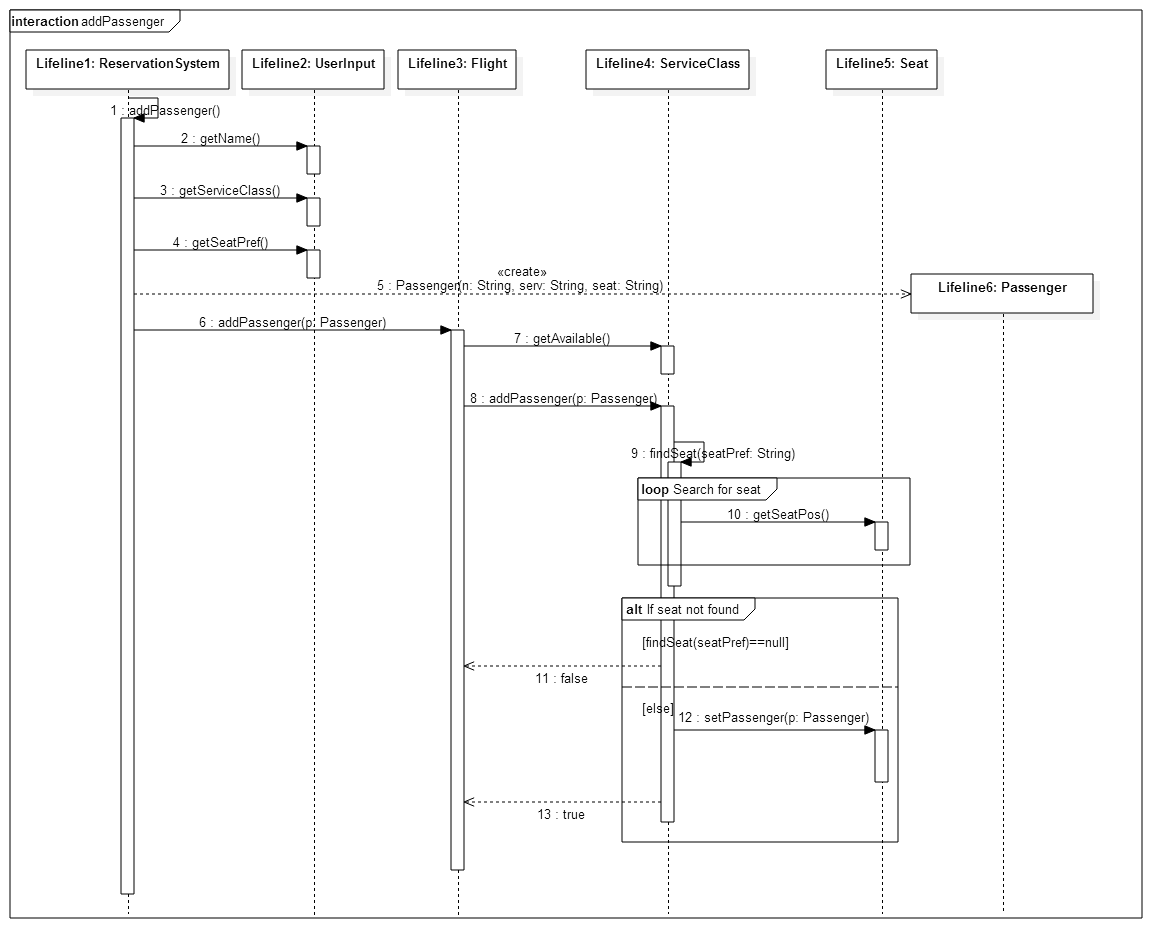 interaction addPassenger
Lifeline1: ReservationSystem
Lifeline2: UserInput
Lifeline3: Flight
Lifeline4: ServiceClass
Lifeline5: Seat
1 : addPassenger()
2 : getName()
3 : getServiceClass()
4 : getSeatPref()
«create»
5 : Passenger(n: String, serv: String, seat: String)
Lifeline6: Passenger
6 : addPassenger(p: Passenger)
7 : getAvailable()
8 : addPassenger(p: Passenger)
9 : findSeat(seatPref: String)
loop Search for seat
10 : getSeatPos()
alt If seat not found
[findSeat(seatPref)==null]
11 : false
[else]
12 : setPassenger(p: Passenger)
13 : true